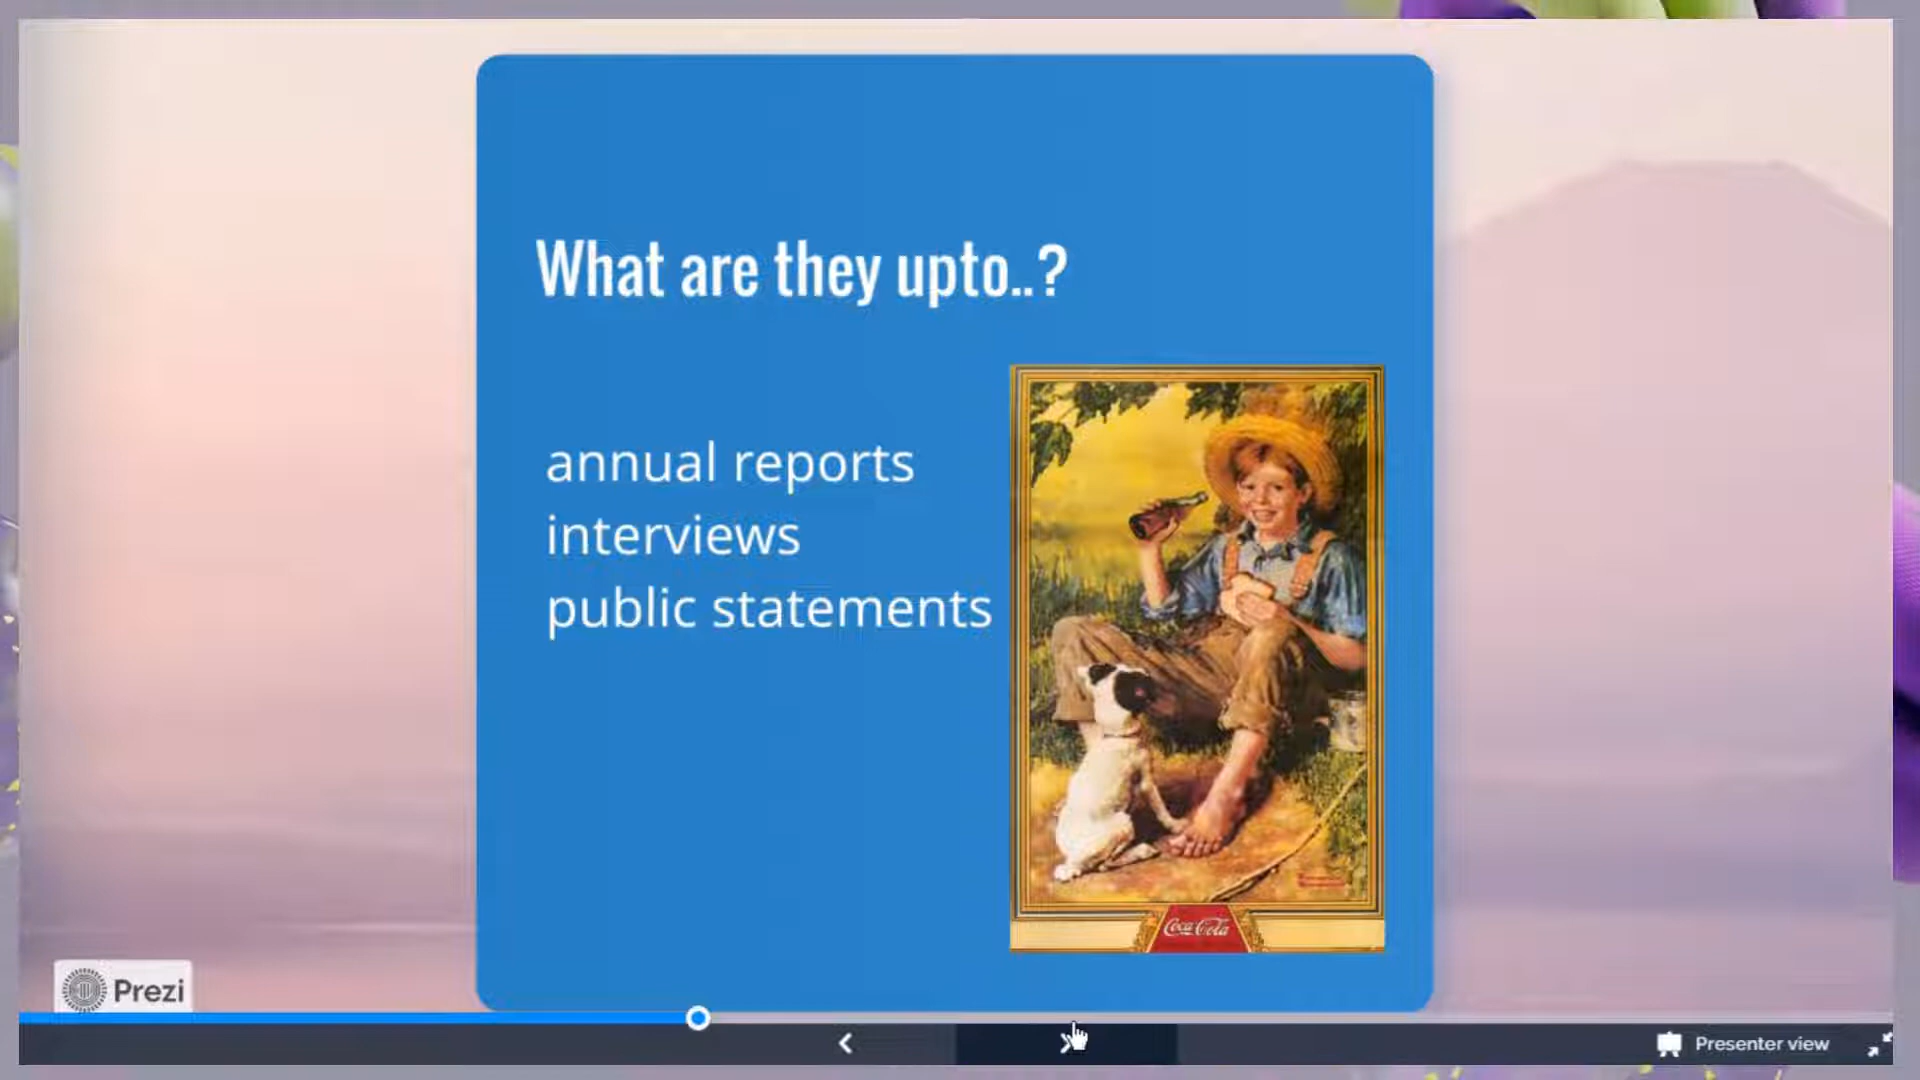 What are they upto..?
annual reports
interviews
public statements
Coca-Cola
Prezi
Presenter view